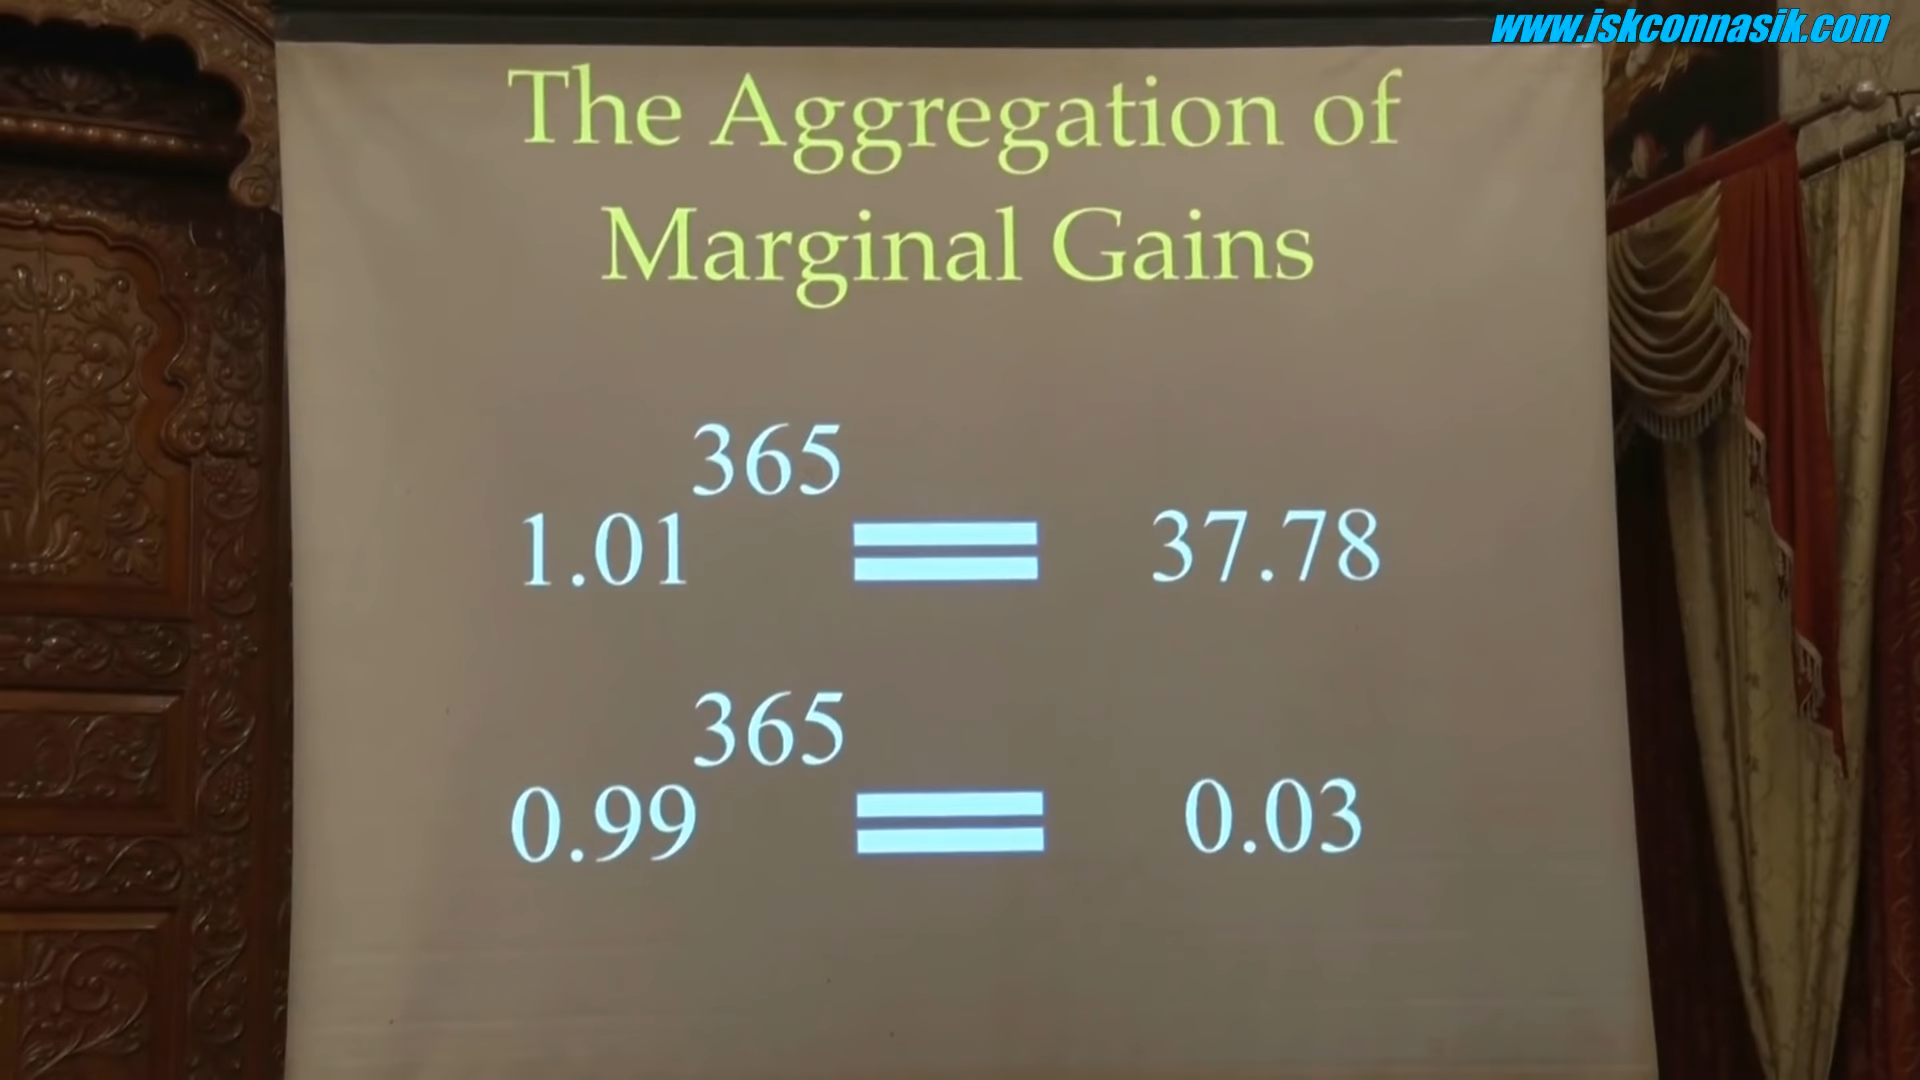 www.iskconnasik.com
The Aggregation of
Marginal Gains
1.01^365 = 37.78
0.99^365 = 0.03